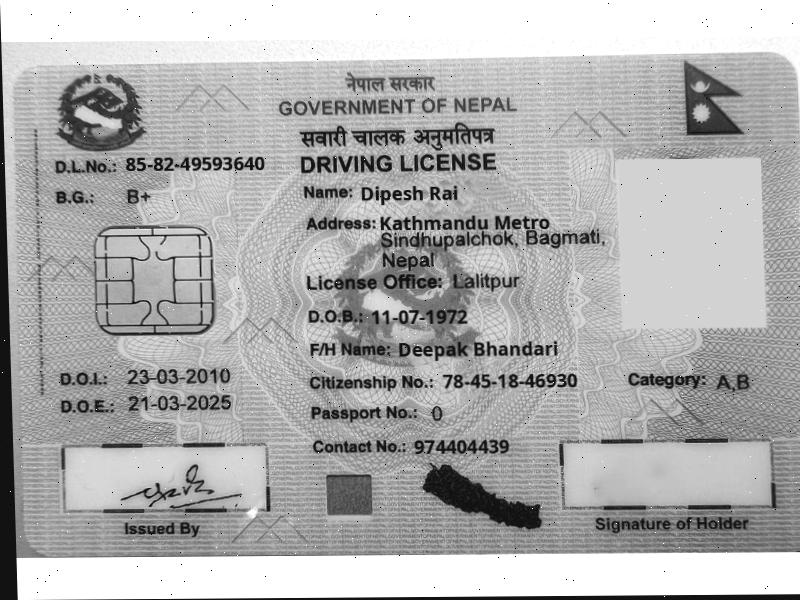 नेपाल सरकार
GOVERNMENT OF NEPAL
सवारी चालक अनुमतिपत्र
DRIVING LICENSE
D.L.No.: 85-82-49593640
B.G.: B+
Name: Dipesh Rai
Address: Kathmandu Metro
Sindhupalchok, Bagmati,
Nepal
License Office: Lalitpur
D.O.B.: 11-07-1972
F/H Name: Deepak Bhandari
D.O.I.: 23-03-2010
Citizenship No.: 78-45-18-46930
Category: A,B
D.O.E.: 21-03-2025
Passport No.: 0
Contact No.: 974404439
Issued By
Signature of Holder